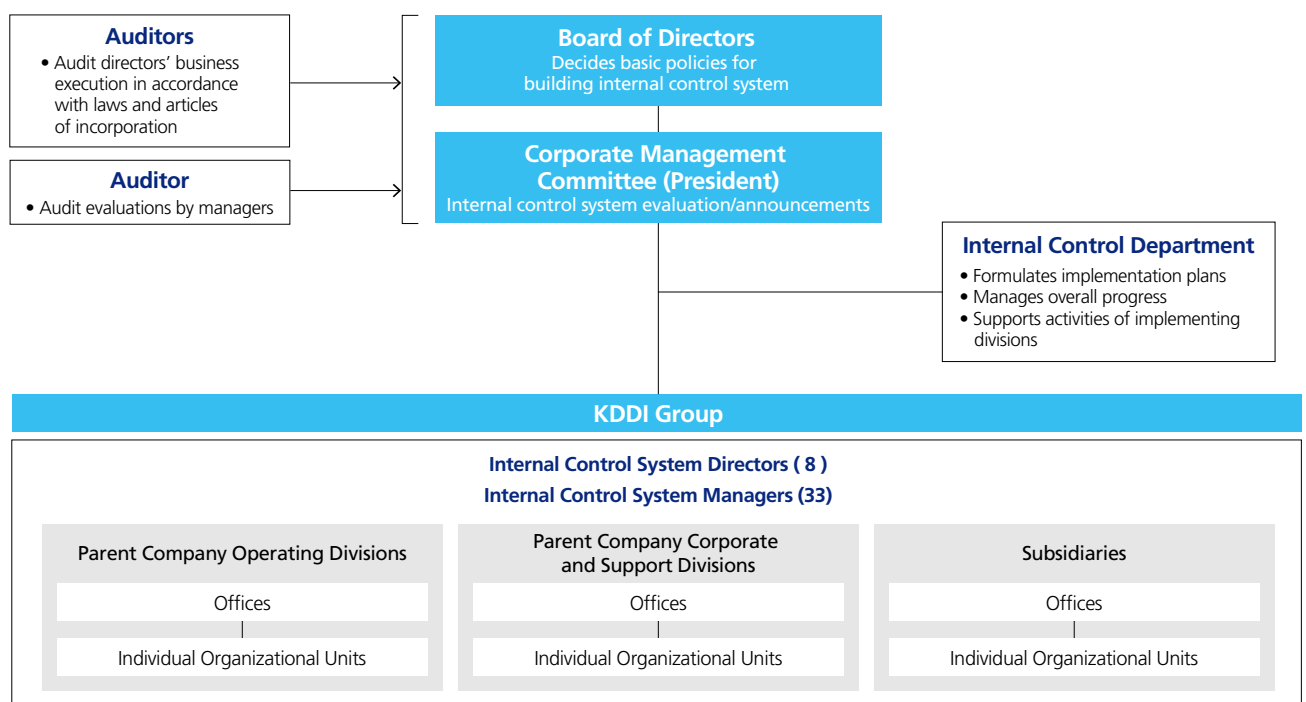 Auditors
• Audit directors’ business
execution in accordance
with laws and articles
of incorporation
Board of Directors
Decides basic policies for
building internal control system
Auditor
• Audit evaluations by managers
Corporate Management
Committee (President)
Internal control system evaluation/announcements
Internal Control Department
• Formulates implementation plans
• Manages overall progress
• Supports activities of implementing
divisions
KDDI Group
Internal Control System Directors ( 8 )
Internal Control System Managers (33)
Parent Company Operating Divisions
Offices
Individual Organizational Units
Parent Company Corporate
and Support Divisions
Offices
Individual Organizational Units
Subsidiaries
Offices
Individual Organizational Units